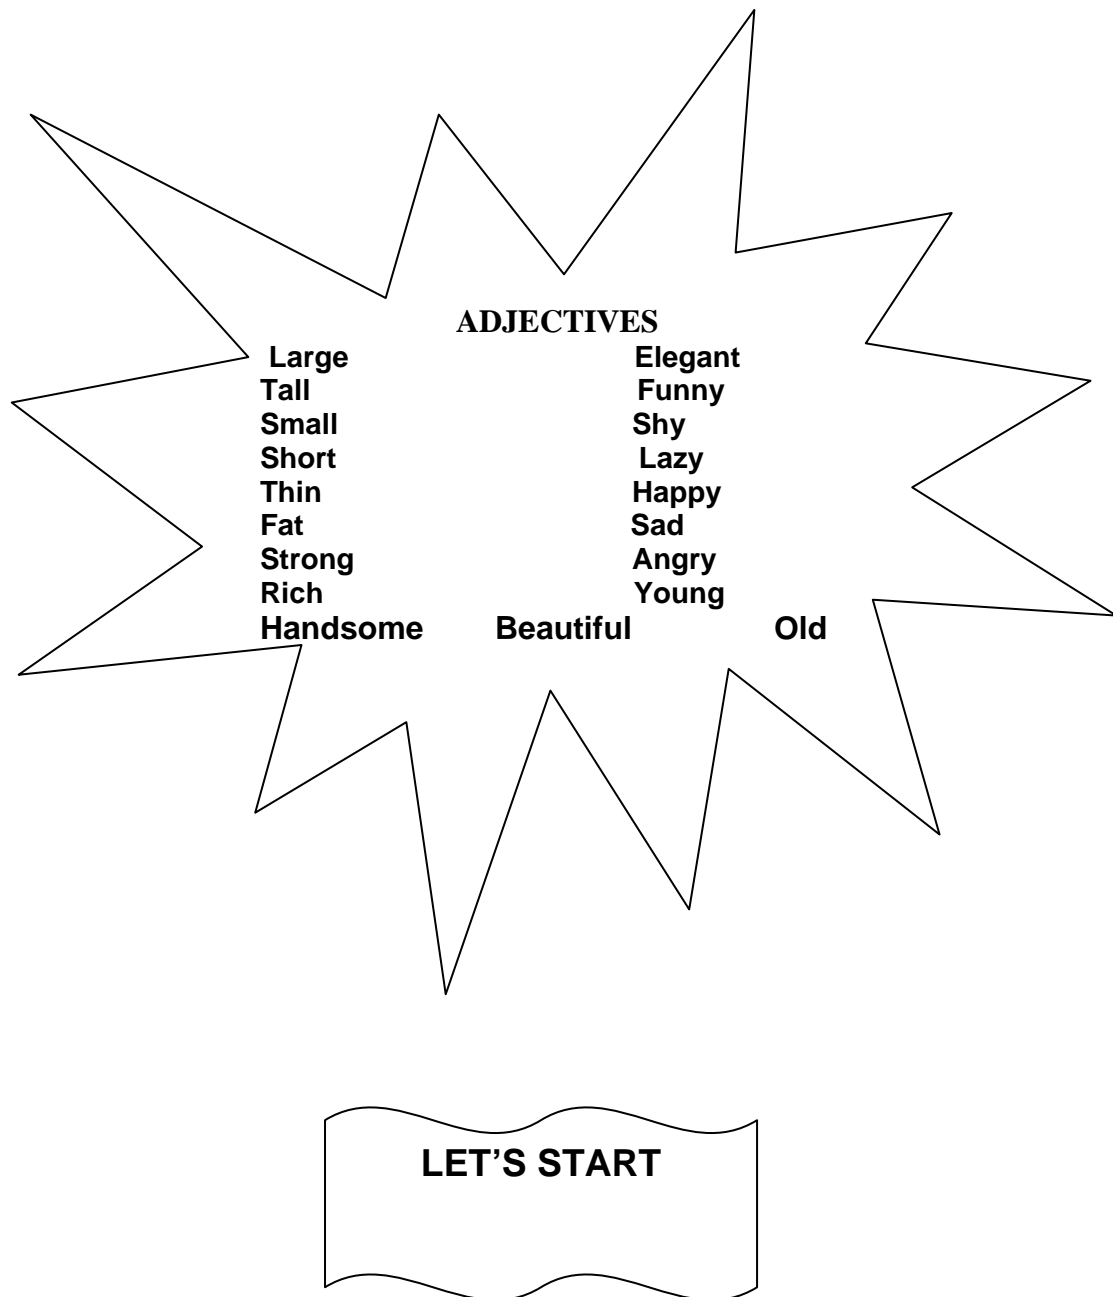 ADJECTIVES
Large Elegant
Tall Funny
Small Shy
Short Lazy
Thin Happy
Fat Sad
Strong Angry
Rich Young
Handsome Beautiful Old
LET’S START